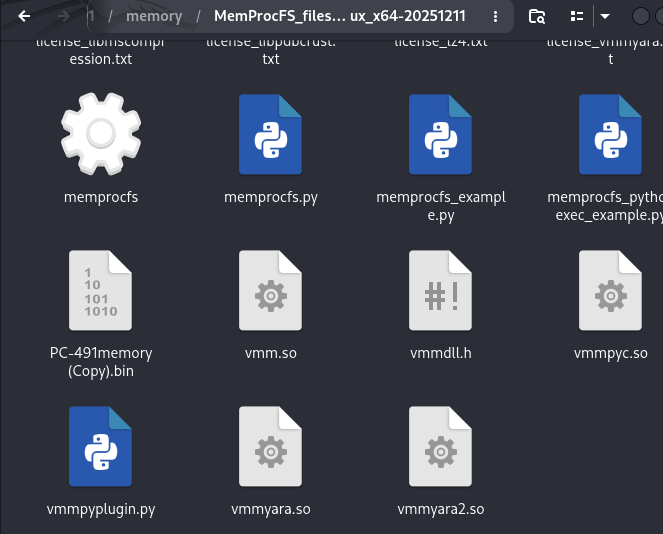 1 / memory / MemProcFS_files... ux_x64-20251211
license_libmscompr
ession.txt
license_libpdbcrust.
txt
license_lz4.txt
license_vmmyara.
t
memprocfs
memprocfs.py
memprocfs_exampl
e.py
memprocfs_pytho
exec_example.py
1
10
101
1010
#!
PC-491memory
(Copy).bin
vmm.so
vmmdll.h
vmmpyc.so
vmmpyplugin.py
vmmyara.so
vmmyara2.so